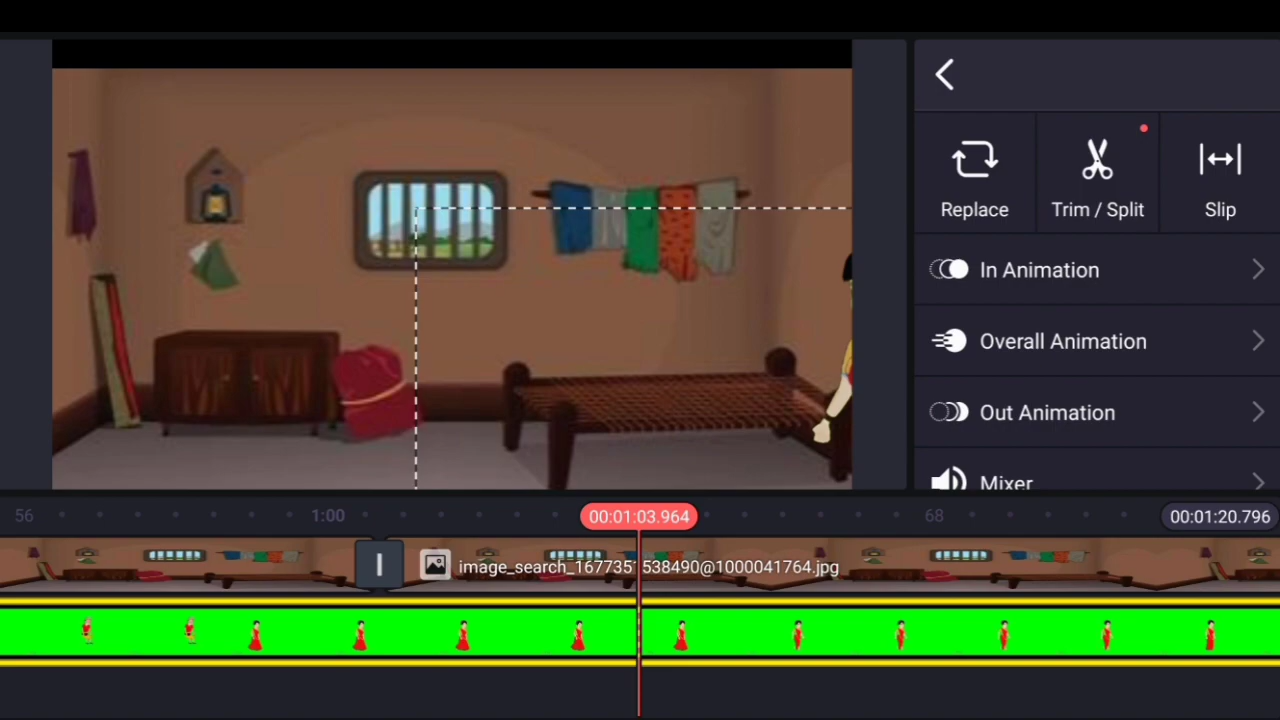 Replace
Trim / Split
Slip
In Animation
Overall Animation
Out Animation
Mixer
56
1:00
00:01:03.964
68
00:01:20.796
image_search_1677351538490@1000041764.jpg